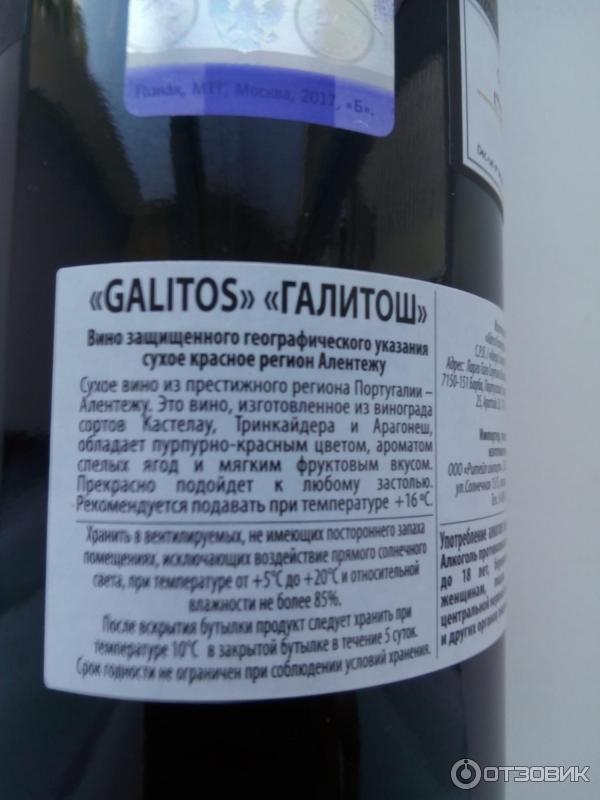 Гознак, МТГ, Москва, 2017, «Б».
«GALITOS» «ГАЛИТОШ»
Вино защищенного географического указания
сухое красное регион Алентежу
Сухое вино из престижного региона Португалии –
Алентежу. Это вино, изготовленное из винограда
сортов Кастелау, Тринкайдера и Арагонеш,
обладает пурпурно-красным цветом, ароматом
спелых ягод и мягким фруктовым вкусом.
Прекрасно подойдет к любому застолью.
Рекомендуется подавать при температуре +16 °C.
Хранить в вентилируемых, не имеющих постороннего запаха
помещениях, исключающих воздействие прямого солнечного
света, при температуре от +5°C до +20°C и относительной
влажности не более 85%.
После вскрытия бутылки продукт следует хранить при
температуре 10°C в закрытой бутылке в течение 5 суток.
Срок годности не ограничен при соблюдении условий хранения.
Адрес:
7150-151 Борба,
Импортер,
ООО
ул.Солнечная
Употребление
Алкоголь
до 18 лет,
женщинам,
центральной
и других органов
ОТЗОВИК